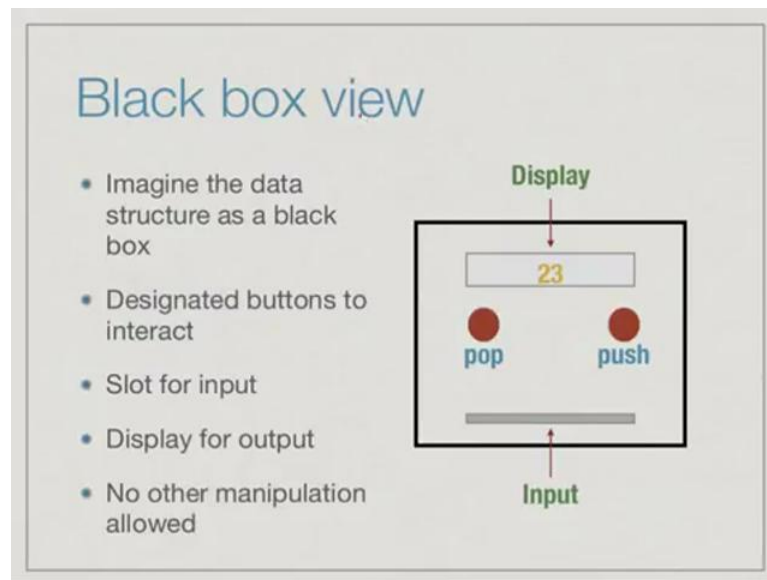 Black box view
Imagine the data
structure as a black
box
Designated buttons to
interact
Slot for input
Display for output
No other manipulation
allowed
Display
23
pop
push
Input